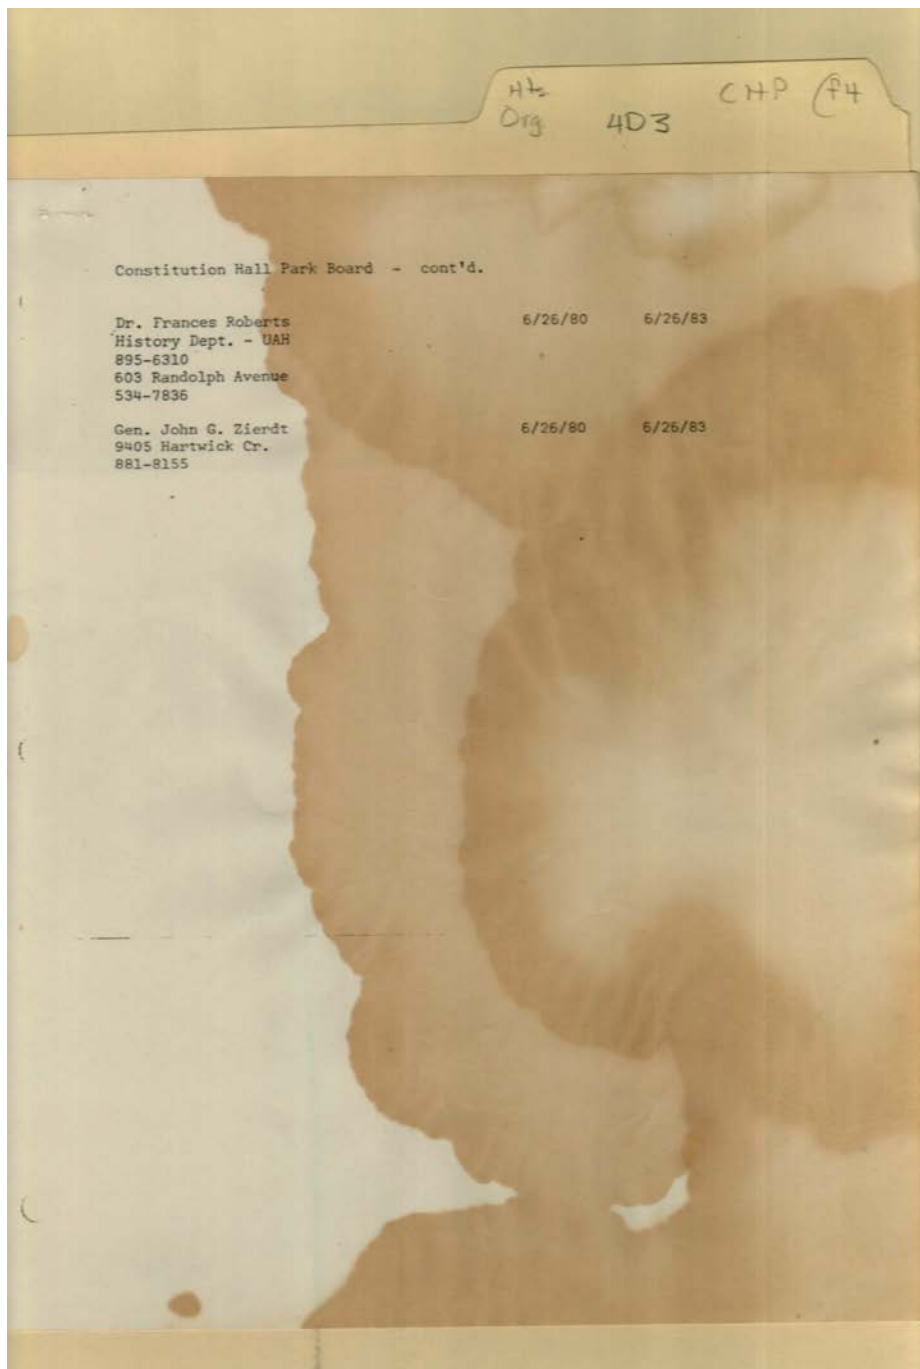 Hts
Org 4D3 CHP (f4
Constitution Hall Park Board - cont'd.
Dr. Frances Roberts 6/26/80 6/26/83
History Dept. - UAH
895-6310
603 Randolph Avenue
534-7836
Gen. John G. Zierdt 6/26/80 6/26/83
9405 Hartwick Cr.
881-8155